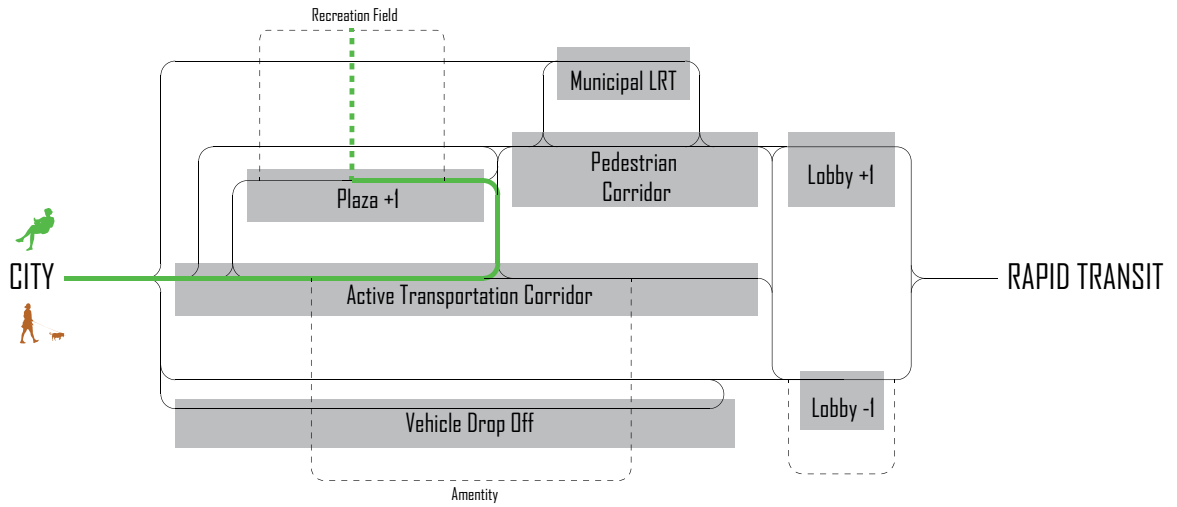 Recreation Field
Municipal LRT
Pedestrian
Corridor
Lobby +1
Plaza +1
CITY
RAPID TRANSIT
Active Transportation Corridor
Lobby -1
Vehicle Drop Off
Amentity